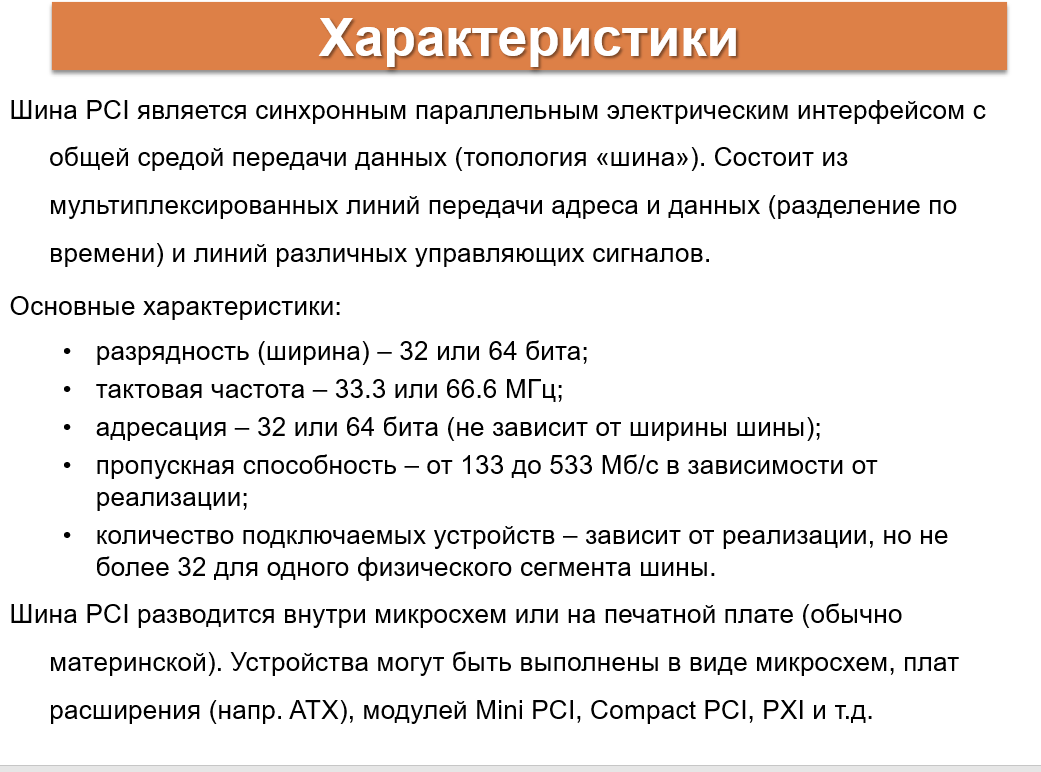 Характеристики
Шина PCI является синхронным параллельным электрическим интерфейсом с
общей средой передачи данных (топология «шина»). Состоит из
мультиплексированных линий передачи адреса и данных (разделение по
времени) и линий различных управляющих сигналов.
Основные характеристики:
• разрядность (ширина) – 32 или 64 бита;
• тактовая частота – 33.3 или 66.6 МГц;
• адресация – 32 или 64 бита (не зависит от ширины шины);
• пропускная способность – от 133 до 533 Мб/с в зависимости от
реализации;
• количество подключаемых устройств – зависит от реализации, но не
более 32 для одного физического сегмента шины.
Шина PCI разводится внутри микросхем или на печатной плате (обычно
материнской). Устройства могут быть выполнены в виде микросхем, плат
расширения (напр. ATX), модулей Mini PCI, Compact PCI, PXI и т.д.